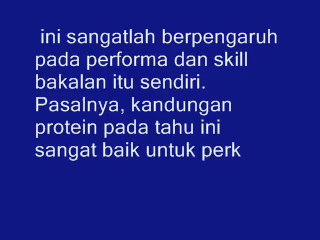 ini sangatlah berpengaruh
pada performa dan skill
bakalan itu sendiri.
Pasalnya, kandungan
protein pada tahu ini
sangat baik untuk perk